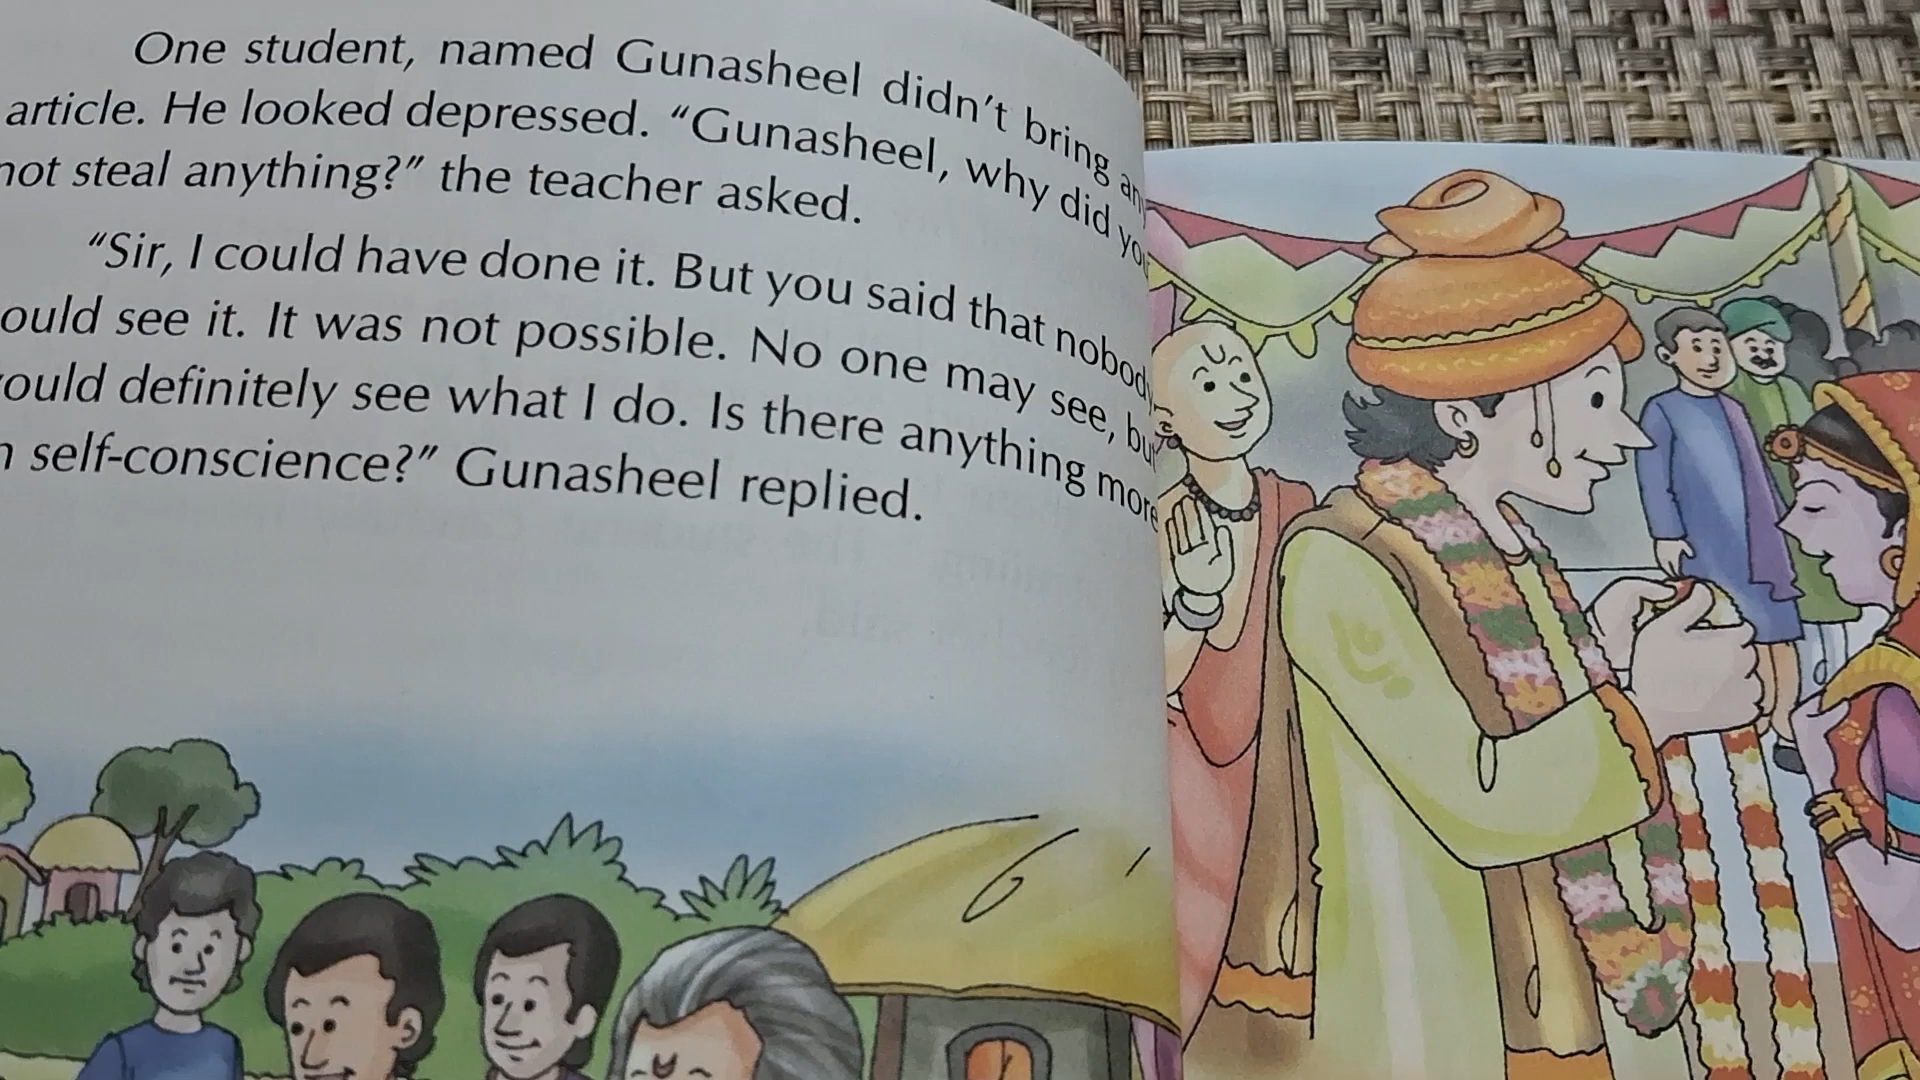 One student, named Gunasheel didn't bring
article. He looked depressed. "Gunasheel, why did you
not steal anything?" the teacher asked.
"Sir, I could have done it. But you said that nobody
ould see it. It was not possible. No one may see, but
ould definitely see what I do. Is there anything more
self-conscience?" Gunasheel replied.